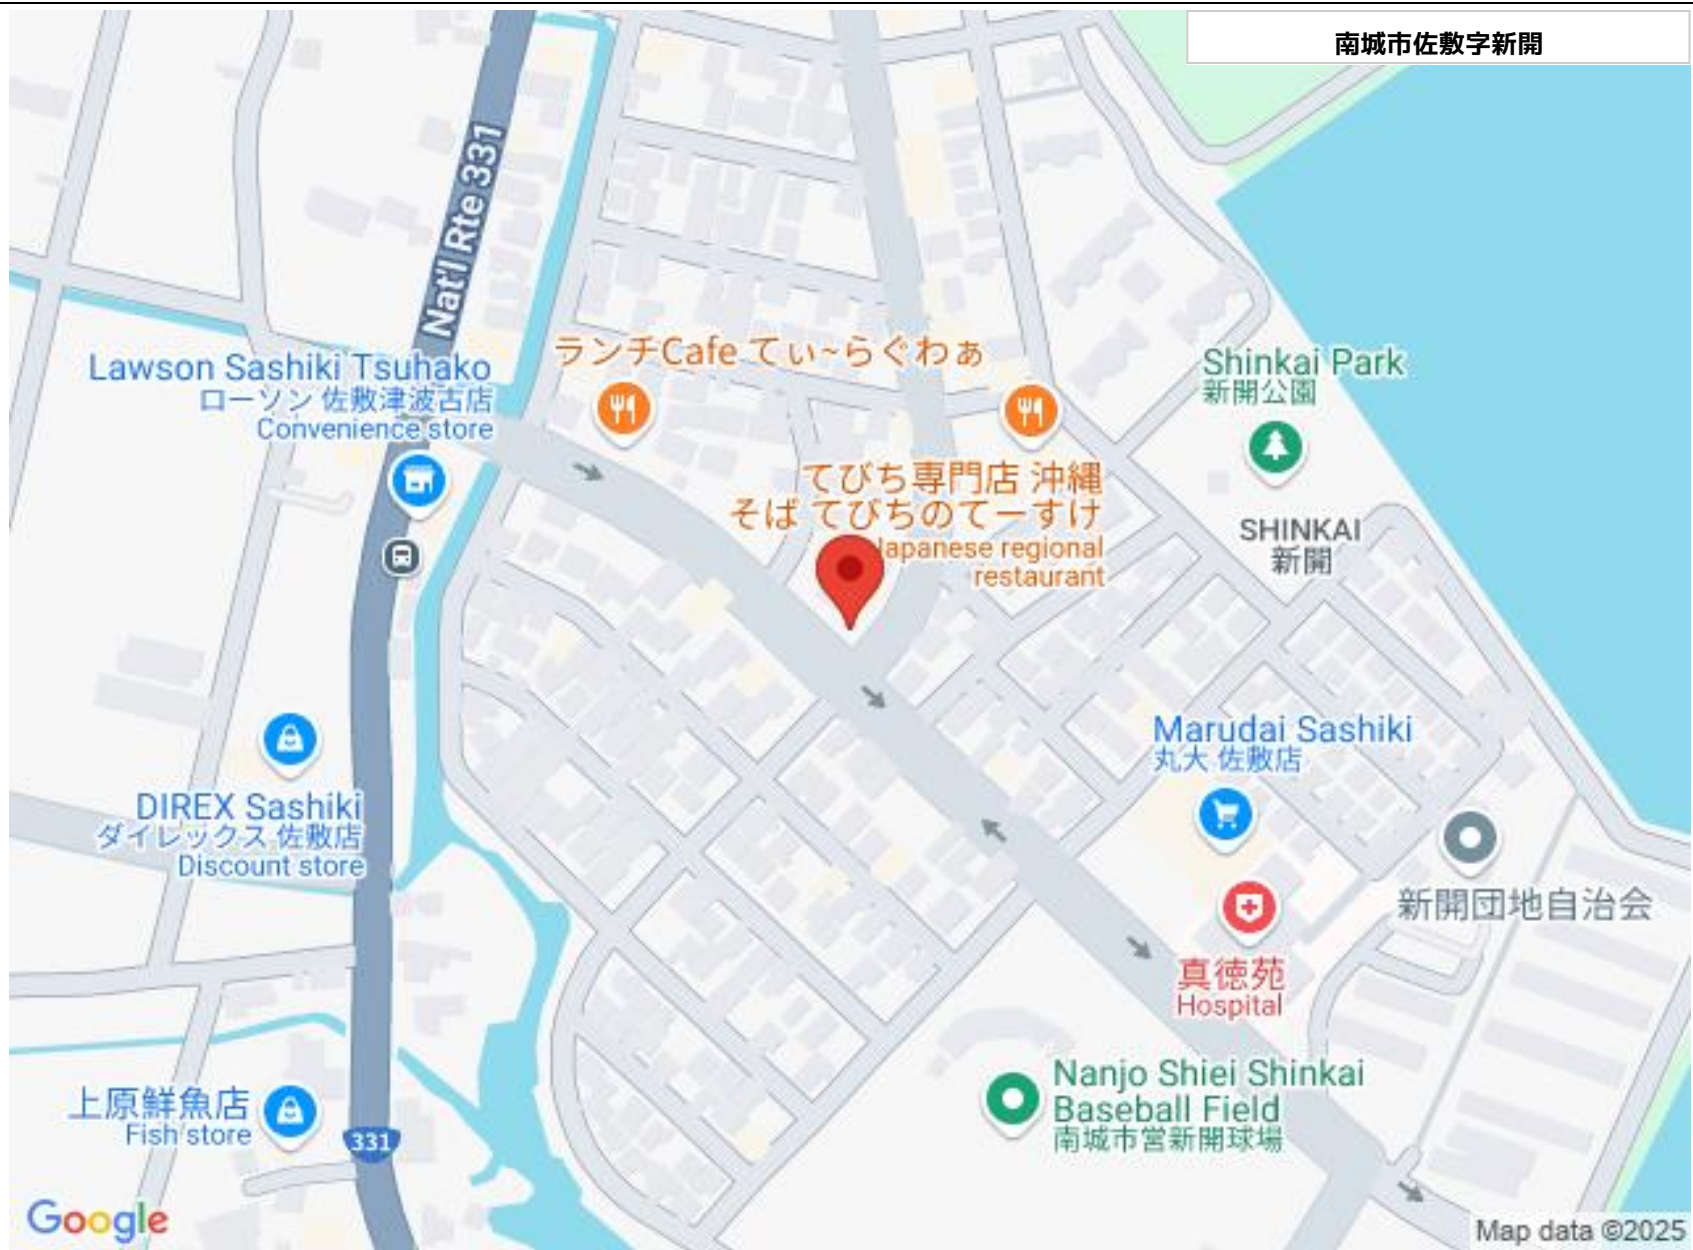 南城市佐敷字新開
Nat'l Rte 331
ランチCafe てぃ~らぐわぁ
Lawson Sashiki Tsuhako
ローソン 佐敷津波古店
Convenience store
Shinkai Park
新開公園
てびち専門店 沖縄
そば てびちのてーすけ
Japanese regional
restaurant
SHINKAI
新開
Marudai Sashiki
丸大 佐敷店
DIREX Sashiki
ダイレックス 佐敷店
Discount store
新開団地自治会
真徳苑
Hospital
Nanjo Shiei Shinkai
Baseball Field
南城市営新開球場
上原鮮魚店
Fish store
331
Google
Map data ©2025